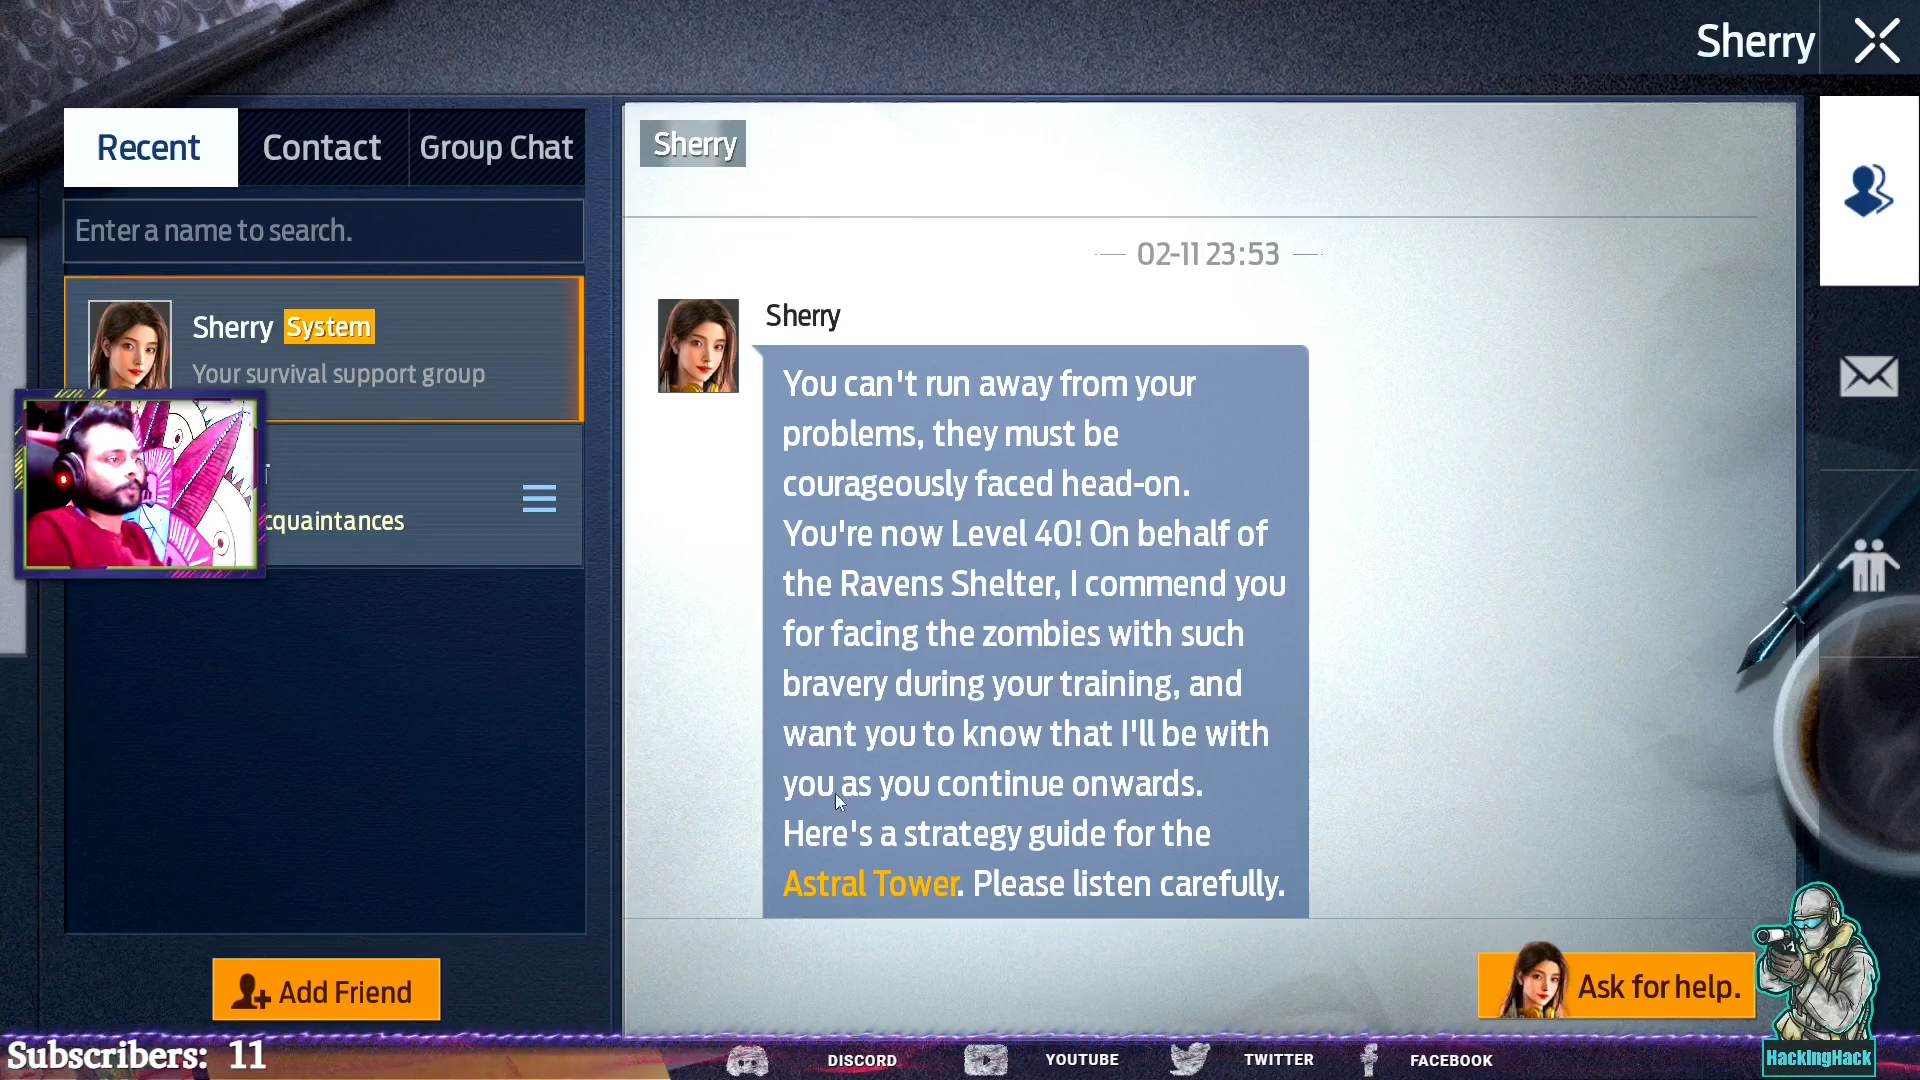 Sherry
Recent
Contact
Group Chat
Enter a name to search.
Sherry System
Your survival support group
cquaintances
Add Friend
Sherry
02-11 23:53
Sherry
You can't run away from your
problems, they must be
courageously faced head-on.
You're now Level 40! On behalf of
the Ravens Shelter, I commend you
for facing the zombies with such
bravery during your training, and
want you to know that I'll be with
you as you continue onwards.
Here's a strategy guide for the
Astral Tower. Please listen carefully.
Ask for help.
Subscribers: 11
DISCORD
YOUTUBE
TWITTER
FACEBOOK
HackIngHack